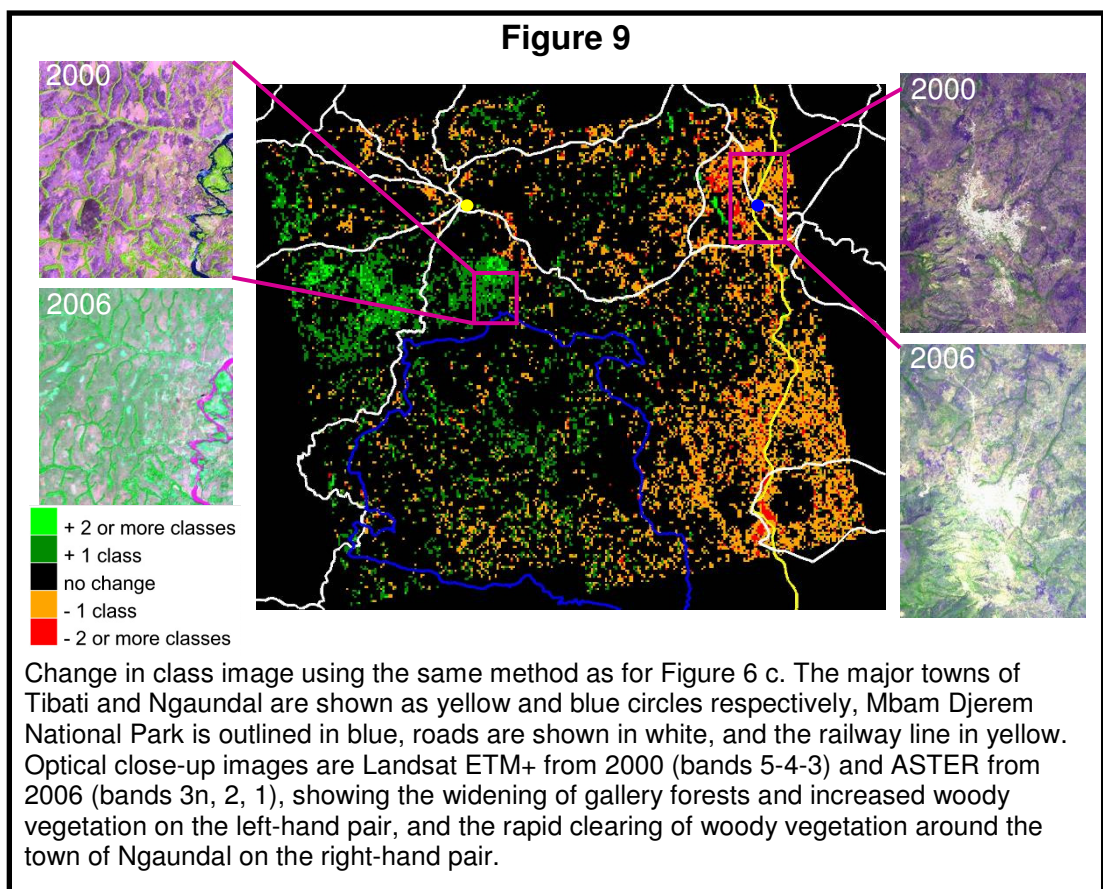 Figure 9
2000
2006
2000
2006
+ 2 or more classes
+ 1 class
no change
- 1 class
- 2 or more classes
Change in class image using the same method as for Figure 6 c. The major towns of
Tibati and Ngaundal are shown as yellow and blue circles respectively, Mbam Djerem
National Park is outlined in blue, roads are shown in white, and the railway line in yellow.
Optical close-up images are Landsat ETM+ from 2000 (bands 5-4-3) and ASTER from
2006 (bands 3n, 2, 1), showing the widening of gallery forests and increased woody
vegetation on the left-hand pair, and the rapid clearing of woody vegetation around the
town of Ngaundal on the right-hand pair.